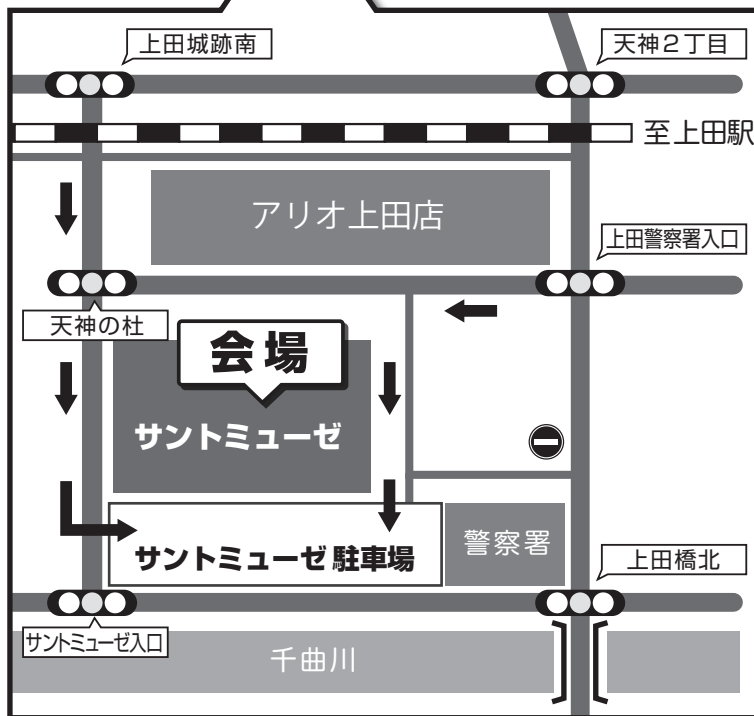 上田城跡南
天神2丁目
至上田駅
アリオ上田店
上田警察署入口
天神の杜
会場
サントミューゼ
サントミューゼ駐車場
警察署
上田橋北
サントミューゼ入口
千曲川